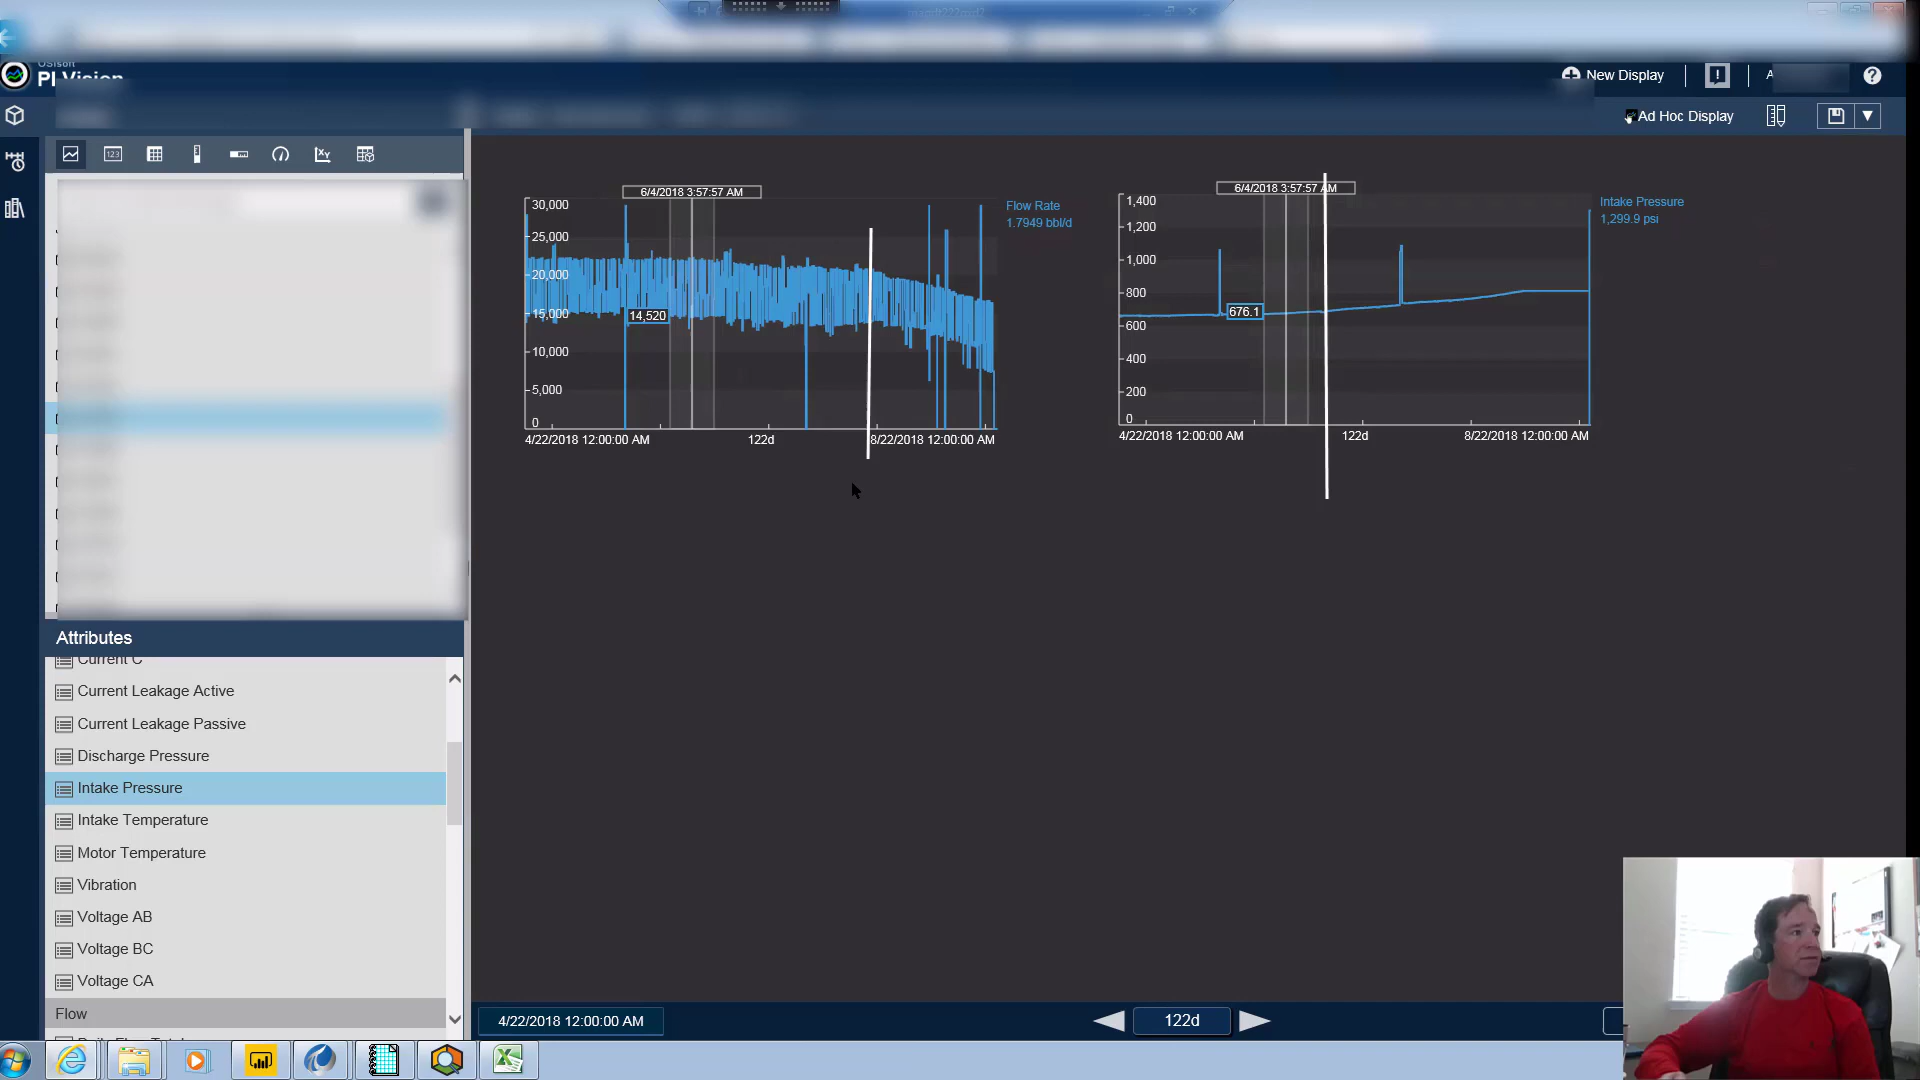 OSIsoft
PI Vision
New Display
A
Ad Hoc Display
6/4/2018 3:57:57 AM
30,000
25,000
20,000
15,000
10,000
5,000
0
14,520
4/22/2018 12:00:00 AM
122d
8/22/2018 12:00:00 AM
Flow Rate
1.7949 bbl/d
6/4/2018 3:57:57 AM
1,400
1,200
1,000
800
600
400
200
0
676.1
4/22/2018 12:00:00 AM
122d
8/22/2018 12:00:00 AM
Intake Pressure
1,299.9 psi
Attributes
Current C
Current Leakage Active
Current Leakage Passive
Discharge Pressure
Intake Pressure
Intake Temperature
Motor Temperature
Vibration
Voltage AB
Voltage BC
Voltage CA
Flow
4/22/2018 12:00:00 AM
122d